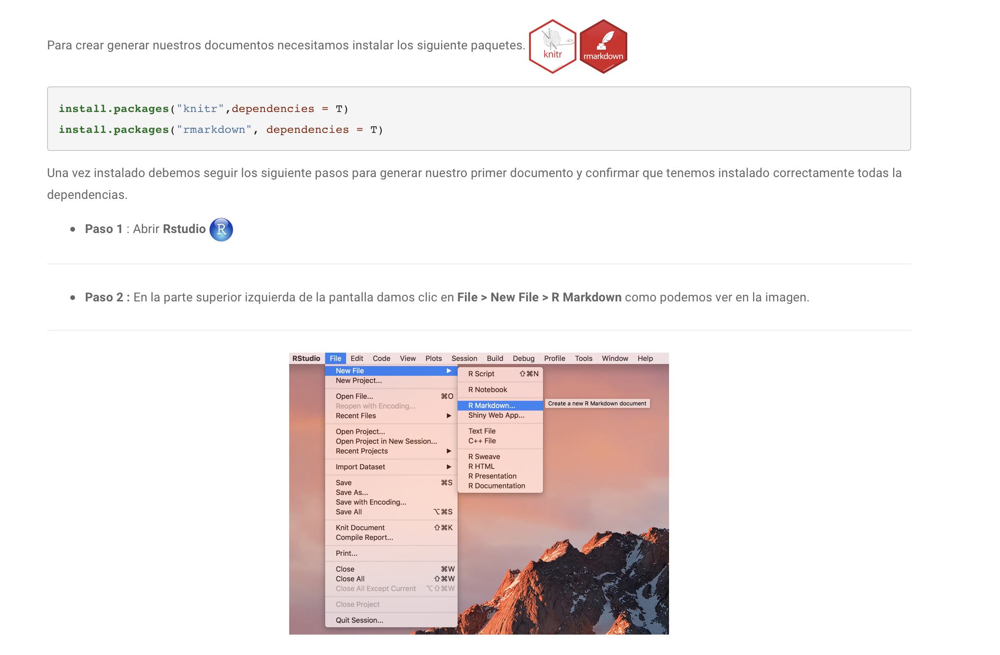 Para crear generar nuestros documentos necesitamos instalar los siguiente paquetes.
knitr
rmarkdown
install.packages("knitr",dependencies = T)
install.packages("rmarkdown", dependencies = T)
Una vez instalado debemos seguir los siguiente pasos para generar nuestro primer documento y confirmar que tenemos instalado correctamente todas la
dependencias.
• Paso 1 : Abrir Rstudio R
• Paso 2 : En la parte superior izquierda de la pantalla damos clic en File > New File > R Markdown como podemos ver en la imagen.
RStudio File Edit Code View Plots Session Build Debug Profile Tools Window Help
New File ▶
New Project...
Open File... ⌘O
Reopen with Encoding...
Recent Files ▶
Open Project...
Open Project in New Session...
Recent Projects ▶
Import Dataset ▶
Save ⌘S
Save As...
Save with Encoding...
Save All ⌥⌘S
Knit Document ⇧⌘K
Compile Report...
Print...
Close ⌘W
Close All ⇧⌘W
Close All Except Current ⌥⇧⌘W
Close Project
Quit Session...
R Script ⇧⌘N
R Notebook
R Markdown...
Shiny Web App...
Text File
C++ File
R Sweave
R HTML
R Presentation
R Documentation
Create a new R Markdown document